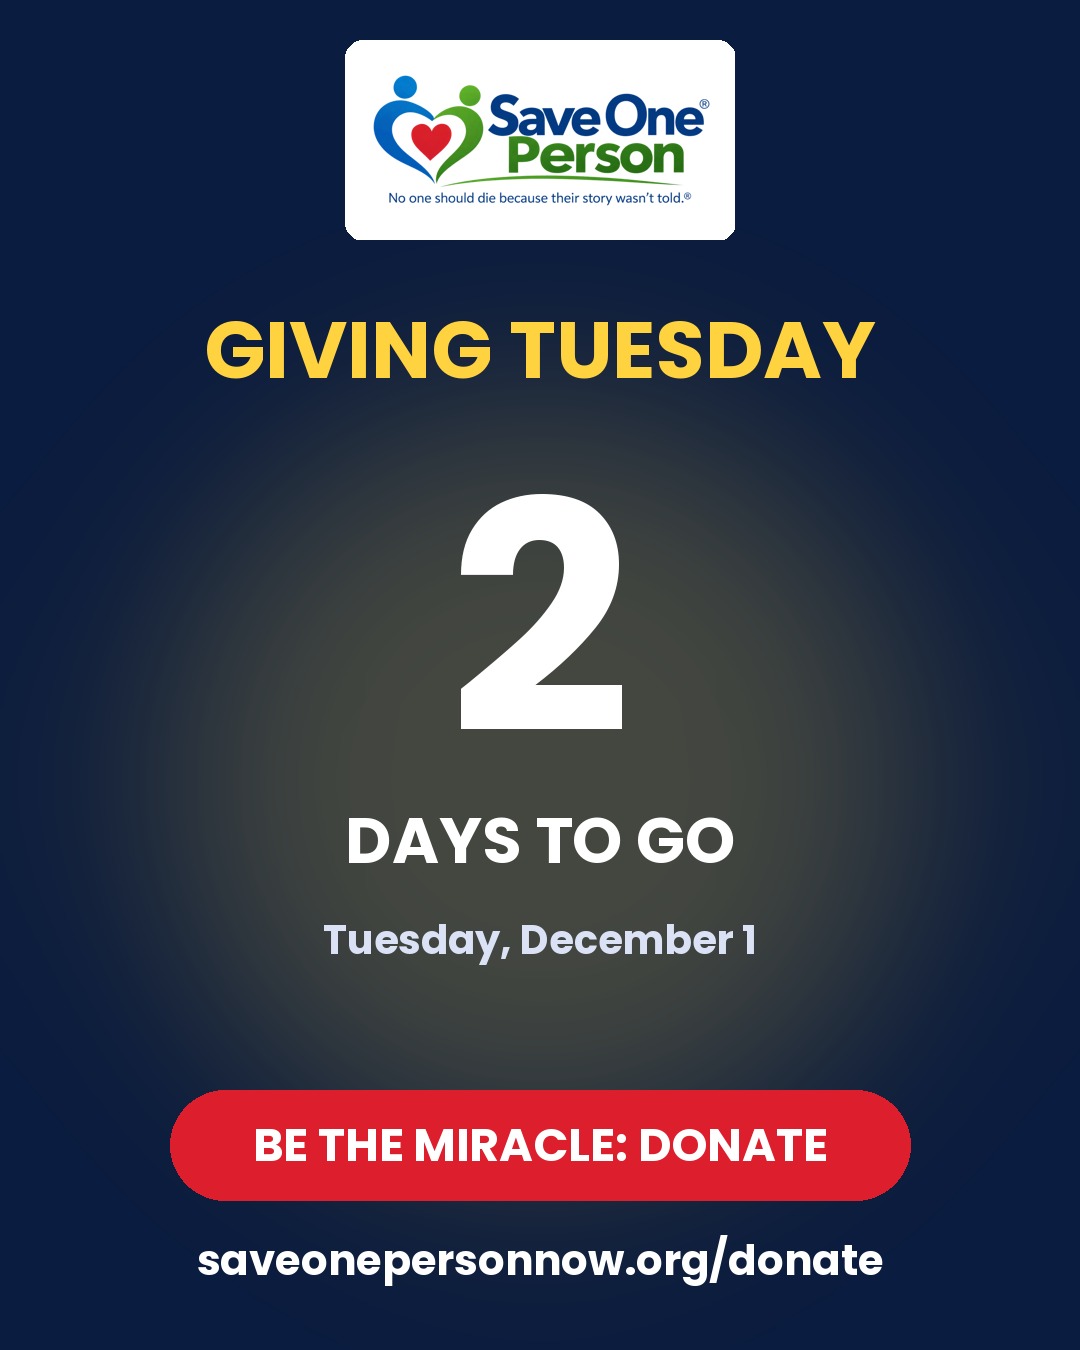 Save One®
Person
No one should die because their story wasn't told.®
GIVING TUESDAY
2
DAYS TO GO
Tuesday, December 1
BE THE MIRACLE: DONATE
saveonepersonnow.org/donate